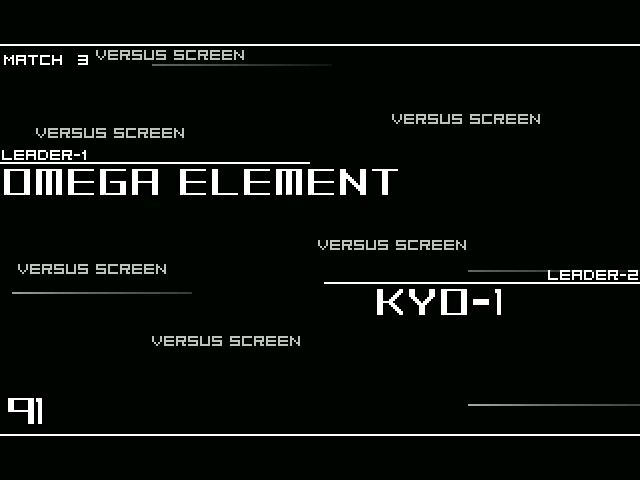 VERSUS SCREEN
MATCH 3
VERSUS SCREEN
VERSUS SCREEN
LEADER-1
OMEGA ELEMENT
VERSUS SCREEN
VERSUS SCREEN
LEADER-2
KYO-1
VERSUS SCREEN
91